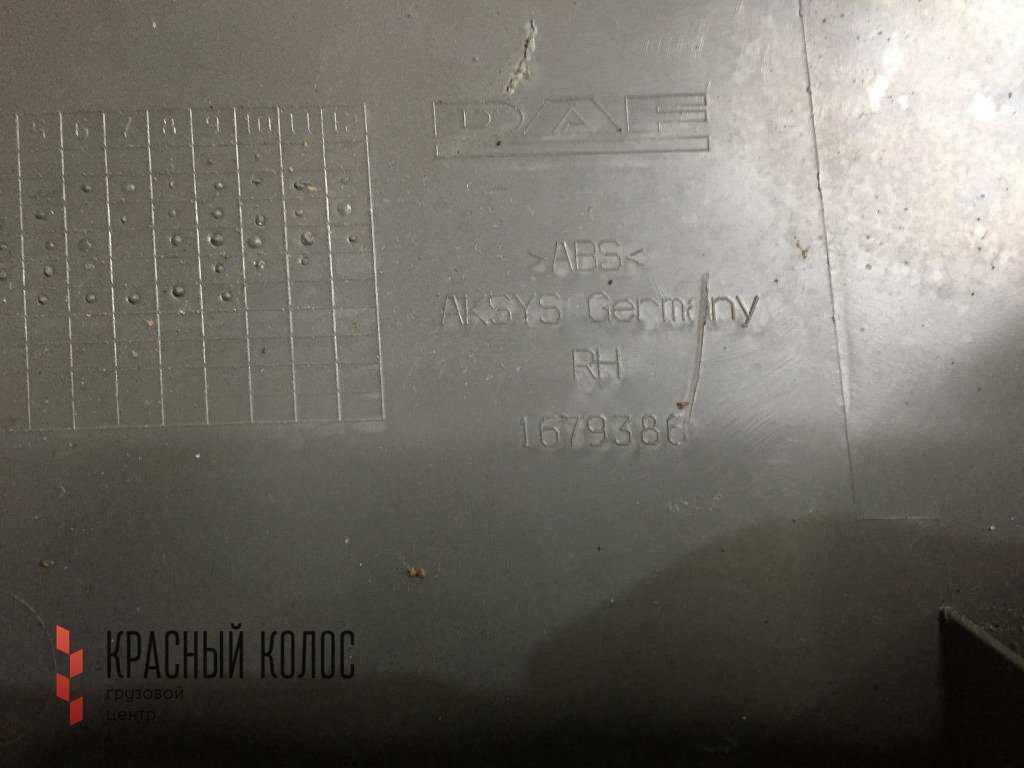 5 6 7 8 9 10 11 12
DAF
>ABS<
AKSYS Germany
RH
1679386
КРАСНЫЙ КОЛОС
грузовой
центр